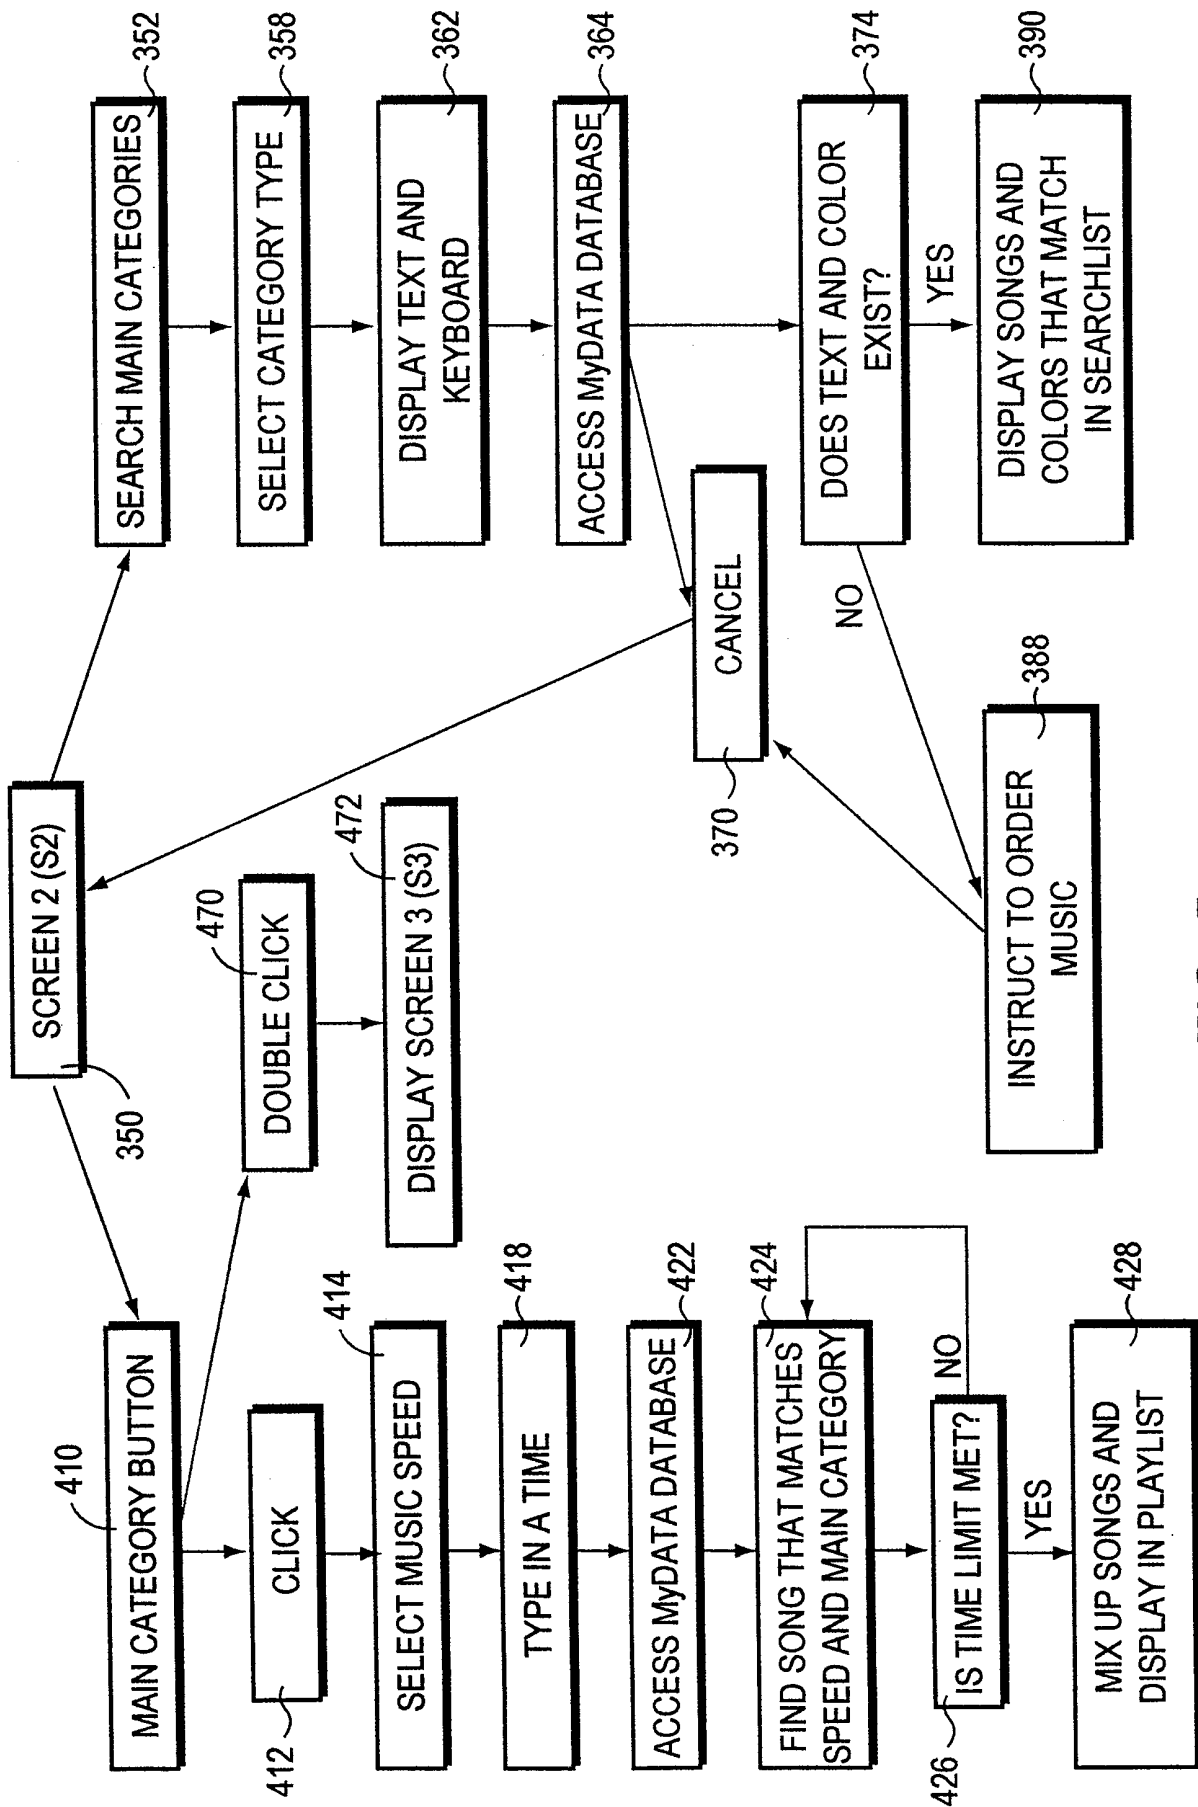 SCREEN 2 (S2)
350
MAIN CATEGORY BUTTON
410
CLICK
412
SELECT MUSIC SPEED
414
TYPE IN A TIME
418
ACCESS MyDATA DATABASE
422
FIND SONG THAT MATCHES
SPEED AND MAIN CATEGORY
424
IS TIME LIMIT MET?
426
NO
YES
MIX UP SONGS AND
DISPLAY IN PLAYLIST
428
DOUBLE CLICK
470
DISPLAY SCREEN 3 (S3)
472
SEARCH MAIN CATEGORIES
352
SELECT CATEGORY TYPE
358
DISPLAY TEXT AND
KEYBOARD
362
ACCESS MyDATA DATABASE
364
CANCEL
370
DOES TEXT AND COLOR
EXIST?
374
NO
YES
INSTRUCT TO ORDER
MUSIC
388
DISPLAY SONGS AND
COLORS THAT MATCH
IN SEARCHLIST
390